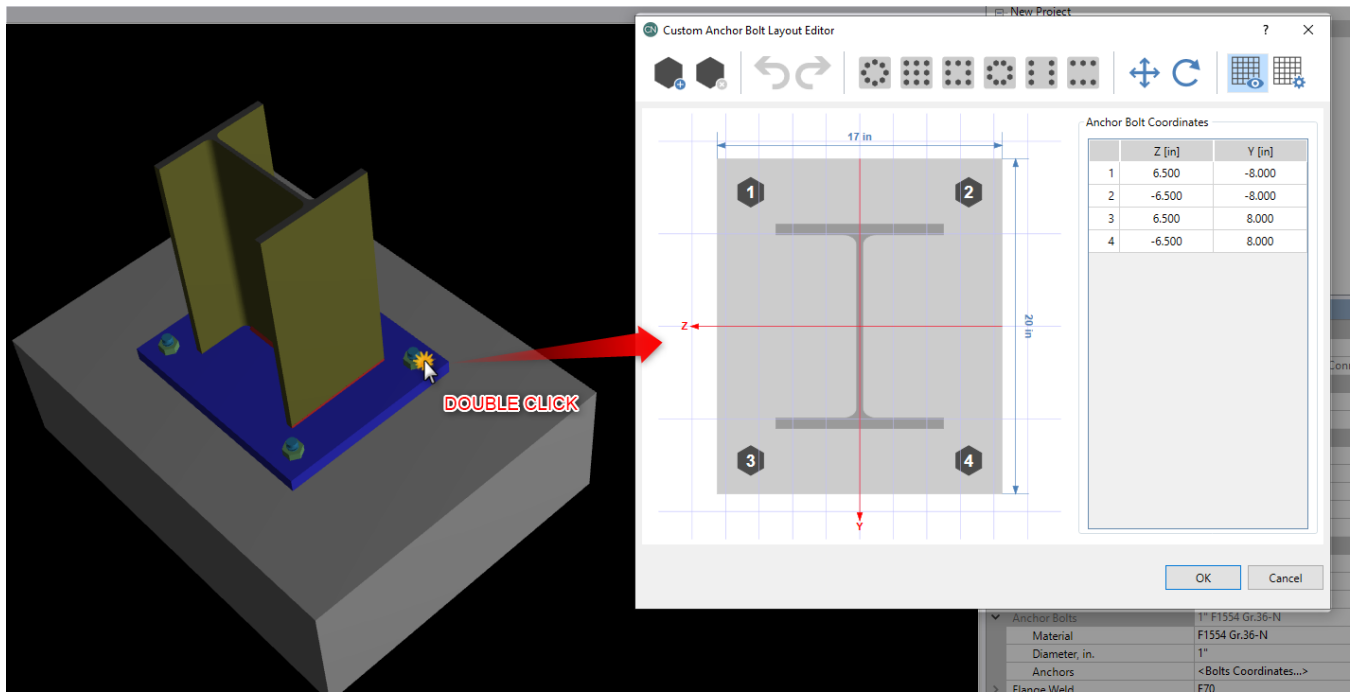 New Project
CN Custom Anchor Bolt Layout Editor
?
17 in
20 in
Z
Y
1
2
3
4
Anchor Bolt Coordinates
Z [in] Y [in]
1 6.500 -8.000
2 -6.500 -8.000
3 6.500 8.000
4 -6.500 8.000
DOUBLE CLICK
OK Cancel
Anchor Bolts 1" F1554 Gr.36-N
Material F1554 Gr.36-N
Diameter, in. 1"
Anchors <Bolts Coordinates...>
Flange Weld E70